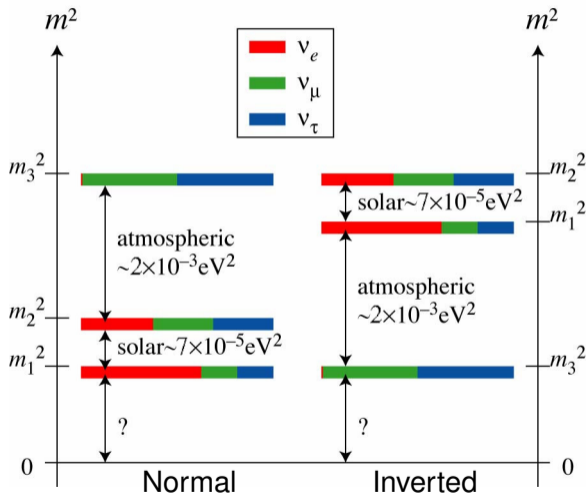 m² m²
νe
νμ
ντ
m₃² m₂²
solar~7×10⁻⁵eV²
m₁²
atmospheric
~2×10⁻³eV²
atmospheric
~2×10⁻³eV²
m₂²
solar~7×10⁻⁵eV²
m₁² m₃²
? ?
0 0
Normal Inverted